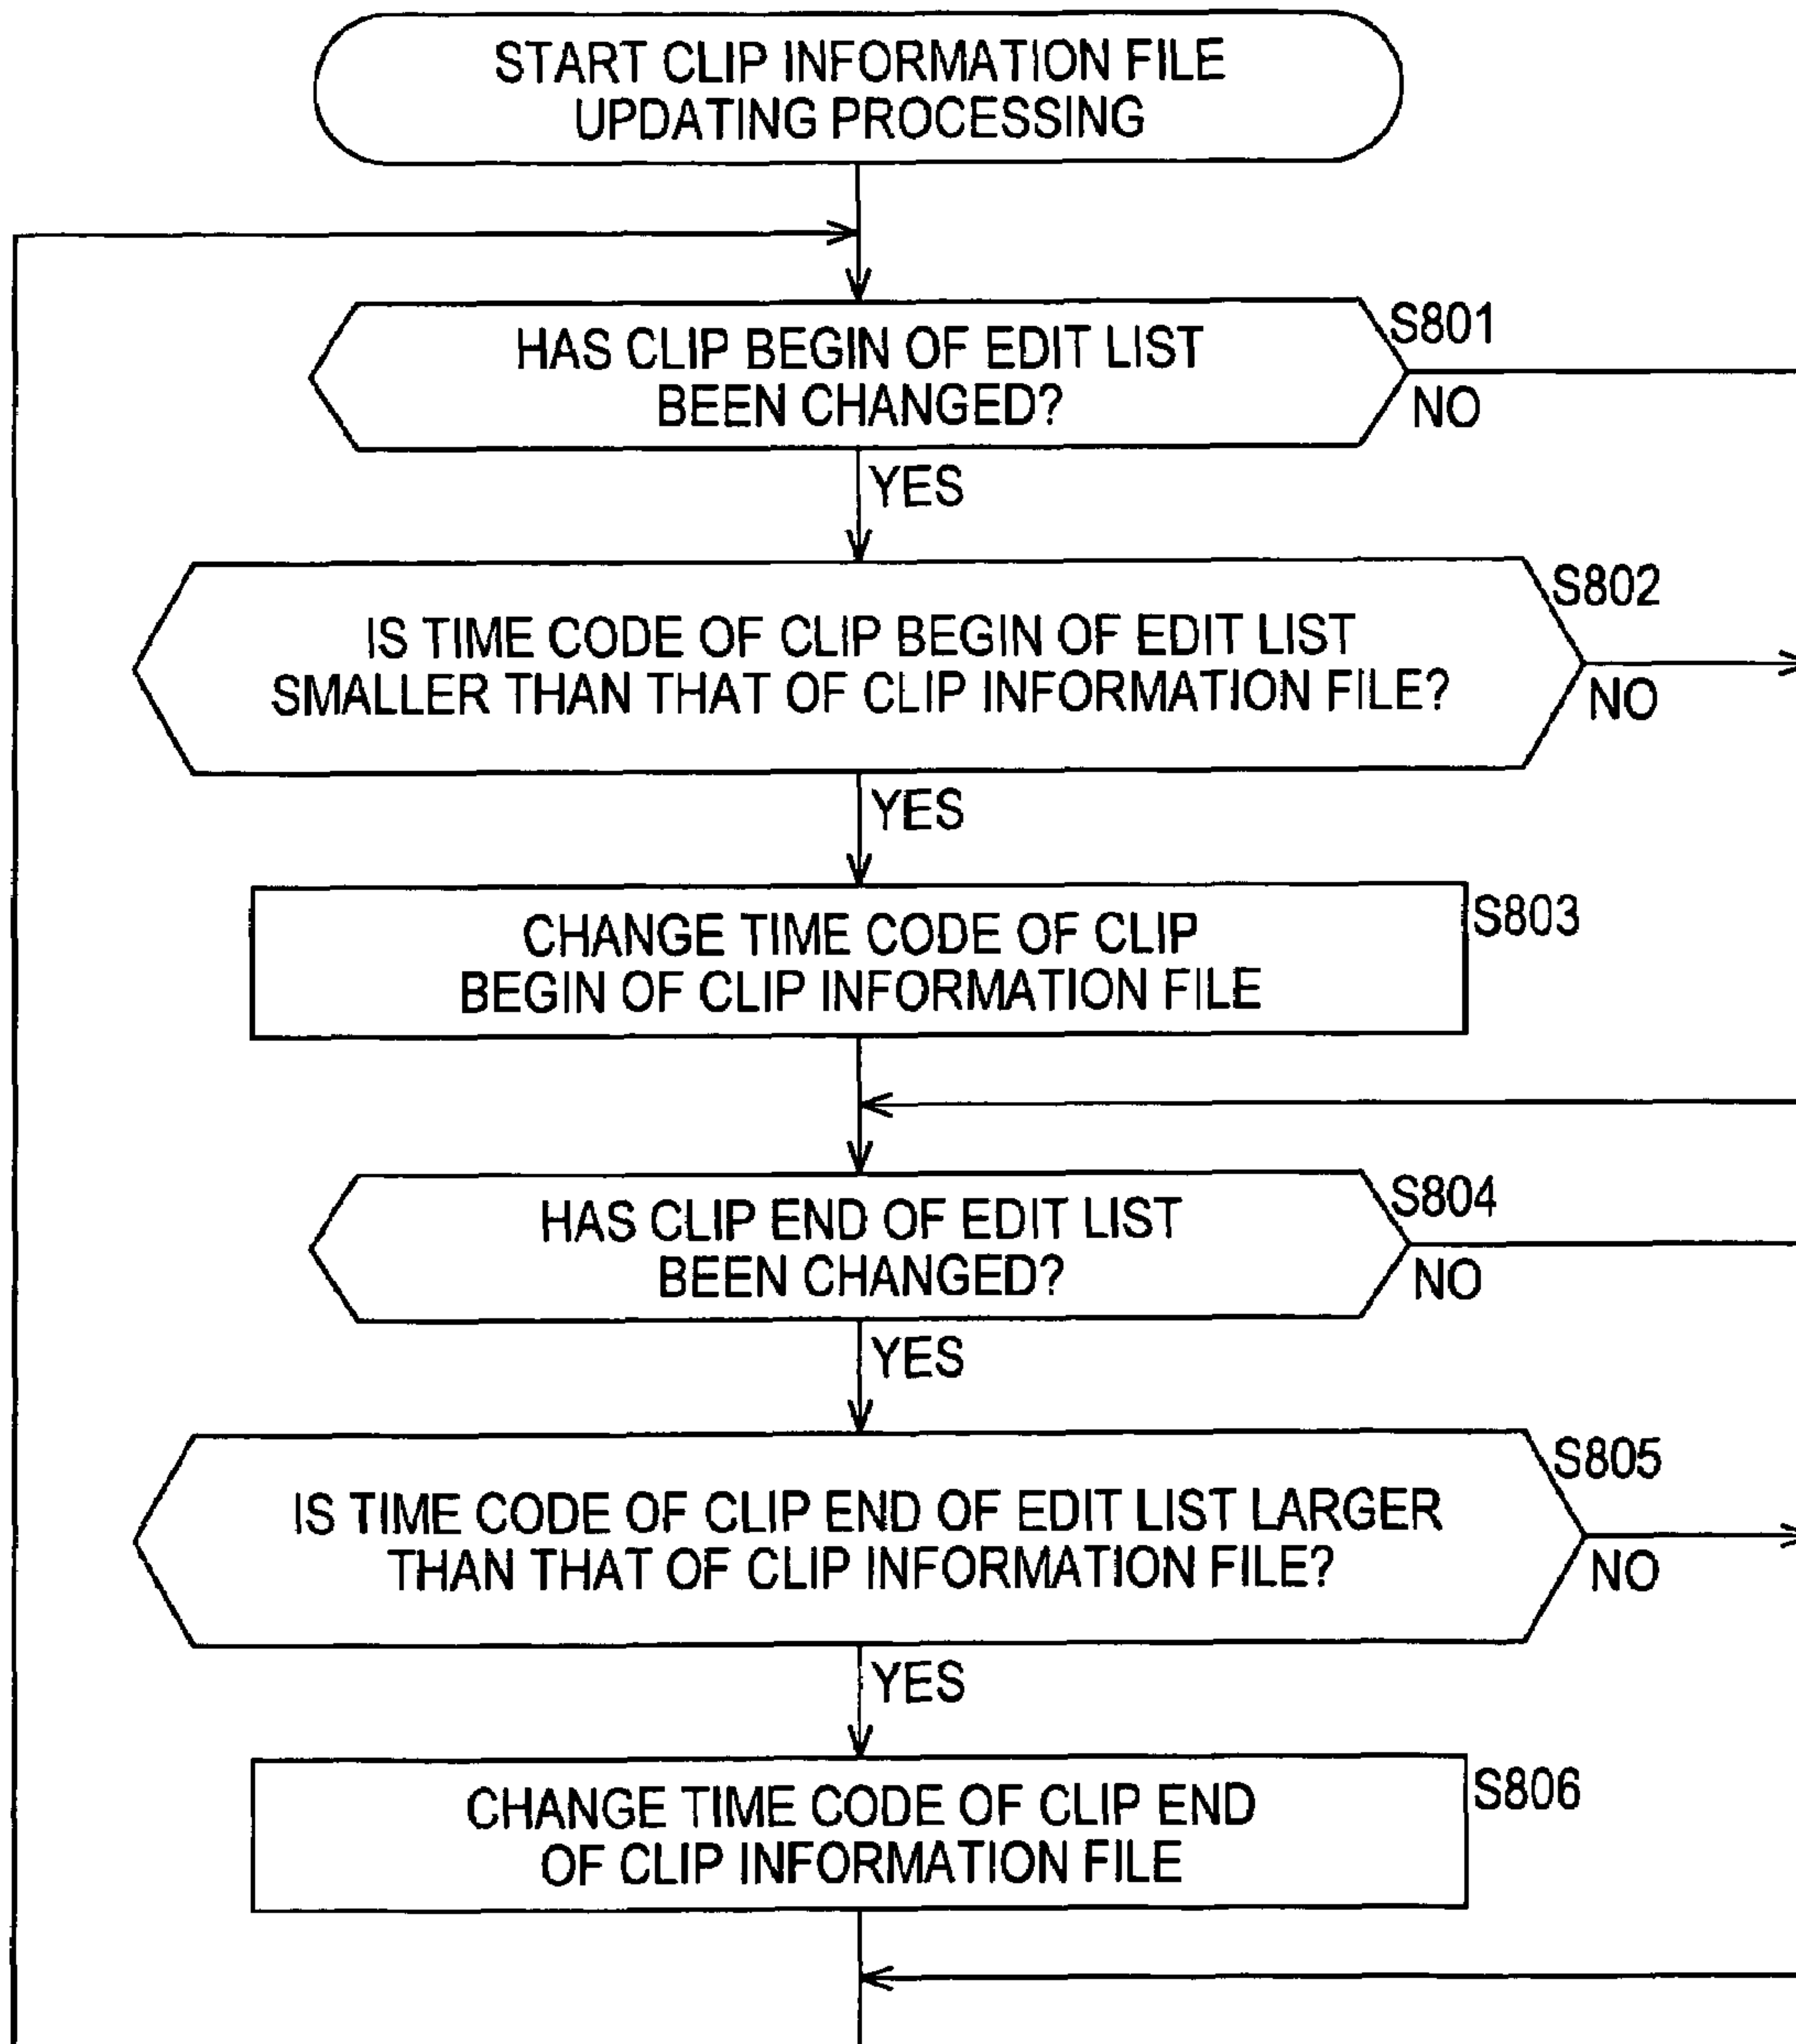 START CLIP INFORMATION FILE
UPDATING PROCESSING
HAS CLIP BEGIN OF EDIT LIST
BEEN CHANGED?
S801
NO
YES
IS TIME CODE OF CLIP BEGIN OF EDIT LIST
SMALLER THAN THAT OF CLIP INFORMATION FILE?
S802
NO
YES
CHANGE TIME CODE OF CLIP
BEGIN OF CLIP INFORMATION FILE
S803
HAS CLIP END OF EDIT LIST
BEEN CHANGED?
S804
NO
YES
IS TIME CODE OF CLIP END OF EDIT LIST LARGER
THAN THAT OF CLIP INFORMATION FILE?
S805
NO
YES
CHANGE TIME CODE OF CLIP END
OF CLIP INFORMATION FILE
S806